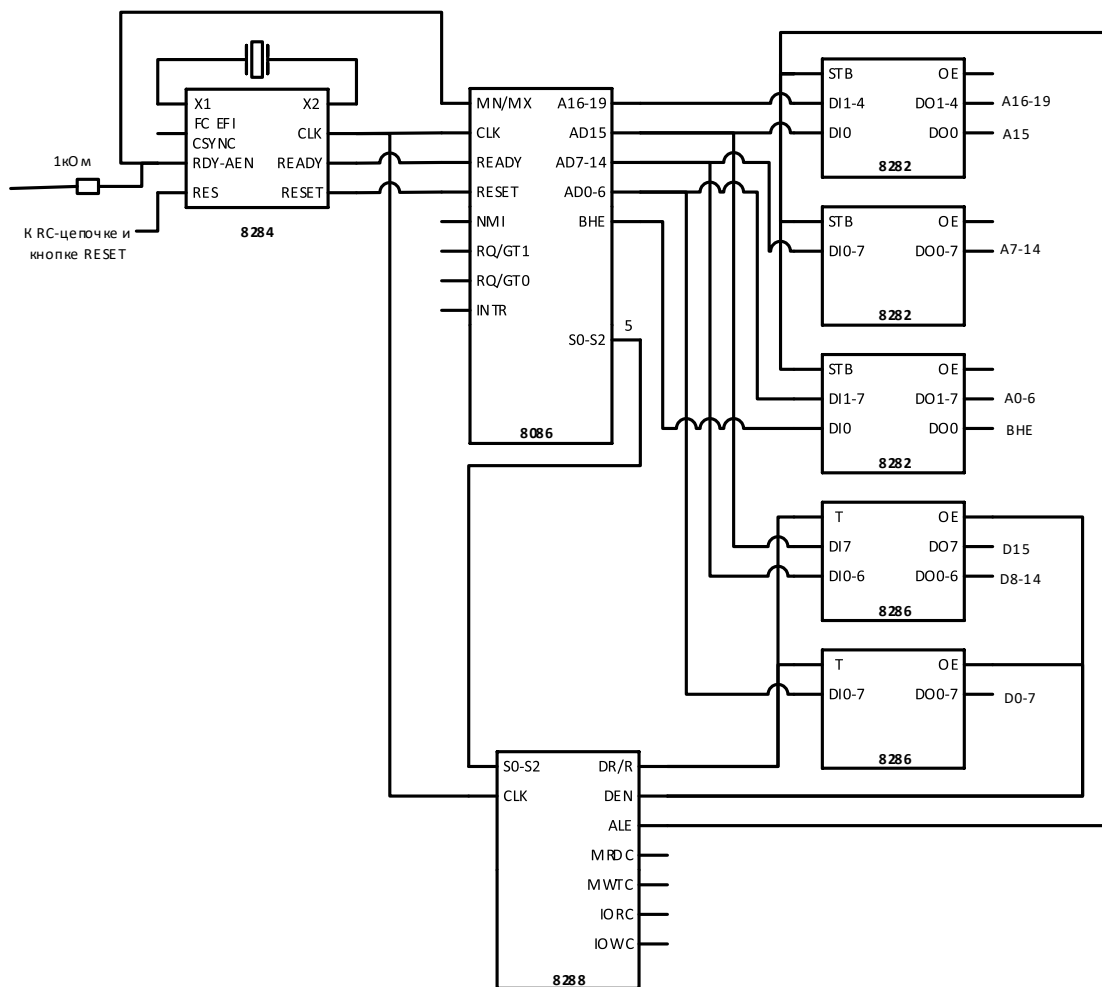 X1
X2
FC EFI
CSYNC
CLK
RDY-AEN
READY
RES
RESET
8284
1кОм
К RC-цепочке и
кнопке RESET
MN/MX
A16-19
CLK
AD15
READY
AD7-14
RESET
AD0-6
NMI
BHE
RQ/GT1
RQ/GT0
INTR
5
S0-S2
8086
STB
OE
DI1-4
DO1-4
A16-19
DI0
DO0
A15
8282
STB
OE
DI0-7
DO0-7
A7-14
8282
STB
OE
DI1-7
DO1-7
A0-6
DI0
DO0
BHE
8282
T
OE
DI7
DO7
D15
DI0-6
DO0-6
D8-14
8286
T
OE
DI0-7
DO0-7
D0-7
8286
S0-S2
DR/R
CLK
DEN
ALE
MRDC
MWTC
IORC
IOWC
8288